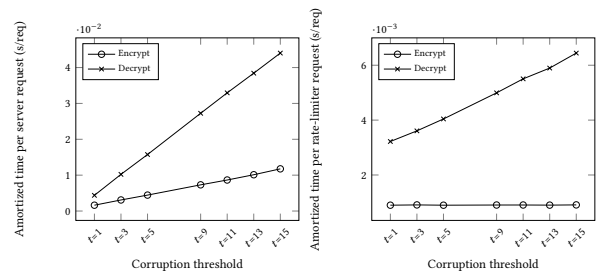 Amortized time per server request (s/req)
·10⁻²
Encrypt
Decrypt
4
3
2
1
0
t=1
t=3
t=5
t=9
t=11
t=13
t=15
Corruption threshold
Amortized time per rate-limiter request (s/req)
·10⁻³
Encrypt
Decrypt
6
4
2
t=1
t=3
t=5
t=9
t=11
t=13
t=15
Corruption threshold